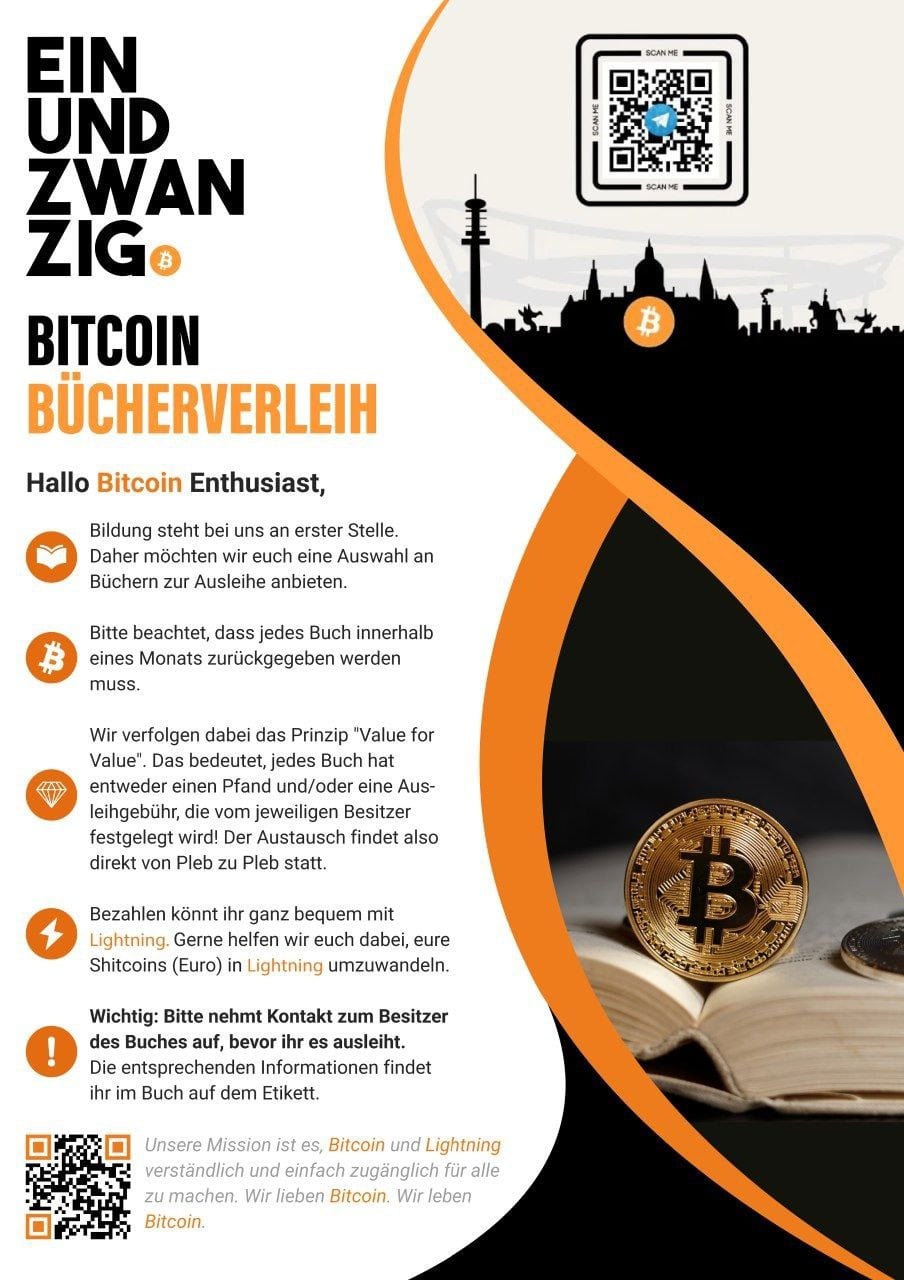 EIN
UND
ZWAN
ZIG
SCAN ME
SCAN ME
SCAN ME
SCAN ME
BITCOIN
BÜCHERVERLEIH
Hallo Bitcoin Enthusiast,
Bildung steht bei uns an erster Stelle.
Daher möchten wir euch eine Auswahl an
Büchern zur Ausleihe anbieten.
Bitte beachtet, dass jedes Buch innerhalb
eines Monats zurückgegeben werden
muss.
Wir verfolgen dabei das Prinzip "Value for
Value". Das bedeutet, jedes Buch hat
entweder einen Pfand und/oder eine Aus-
leihgebühr, die vom jeweiligen Besitzer
festgelegt wird! Der Austausch findet also
direkt von Pleb zu Pleb statt.
Bezahlen könnt ihr ganz bequem mit
Lightning. Gerne helfen wir euch dabei, eure
Shitcoins (Euro) in Lightning umzuwandeln.
Wichtig: Bitte nehmt Kontakt zum Besitzer
des Buches auf, bevor ihr es ausleiht.
Die entsprechenden Informationen findet
ihr im Buch auf dem Etikett.
Unsere Mission ist es, Bitcoin und Lightning
verständlich und einfach zugänglich für alle
zu machen. Wir lieben Bitcoin. Wir leben
Bitcoin.